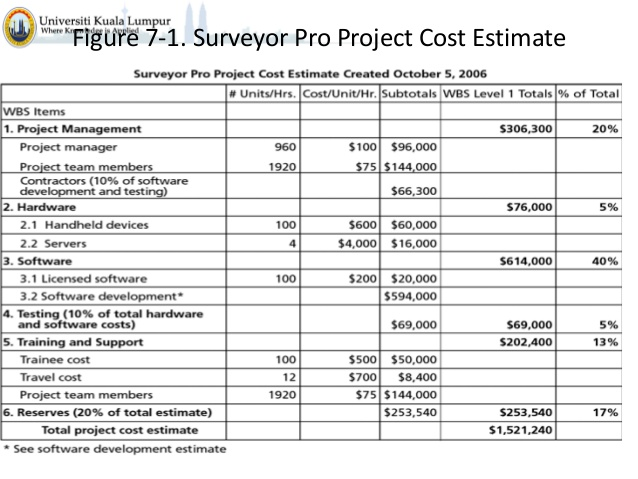 Universiti Kuala Lumpur
Where Knowledge is Applied
Figure 7-1. Surveyor Pro Project Cost Estimate
Surveyor Pro Project Cost Estimate Created October 5, 2006
# Units/Hrs. Cost/Unit/Hr. Subtotals WBS Level 1 Totals % of Total
WBS Items
1. Project Management $306,300 20%
Project manager 960 $100 $96,000
Project team members 1920 $75 $144,000
Contractors (10% of software
development and testing) $66,300
2. Hardware $76,000 5%
2.1 Handheld devices 100 $600 $60,000
2.2 Servers 4 $4,000 $16,000
3. Software $614,000 40%
3.1 Licensed software 100 $200 $20,000
3.2 Software development* $594,000
4. Testing (10% of total hardware
and software costs) $69,000 $69,000 5%
5. Training and Support $202,400 13%
Trainee cost 100 $500 $50,000
Travel cost 12 $700 $8,400
Project team members 1920 $75 $144,000
6. Reserves (20% of total estimate) $253,540 $253,540 17%
Total project cost estimate $1,521,240
* See software development estimate